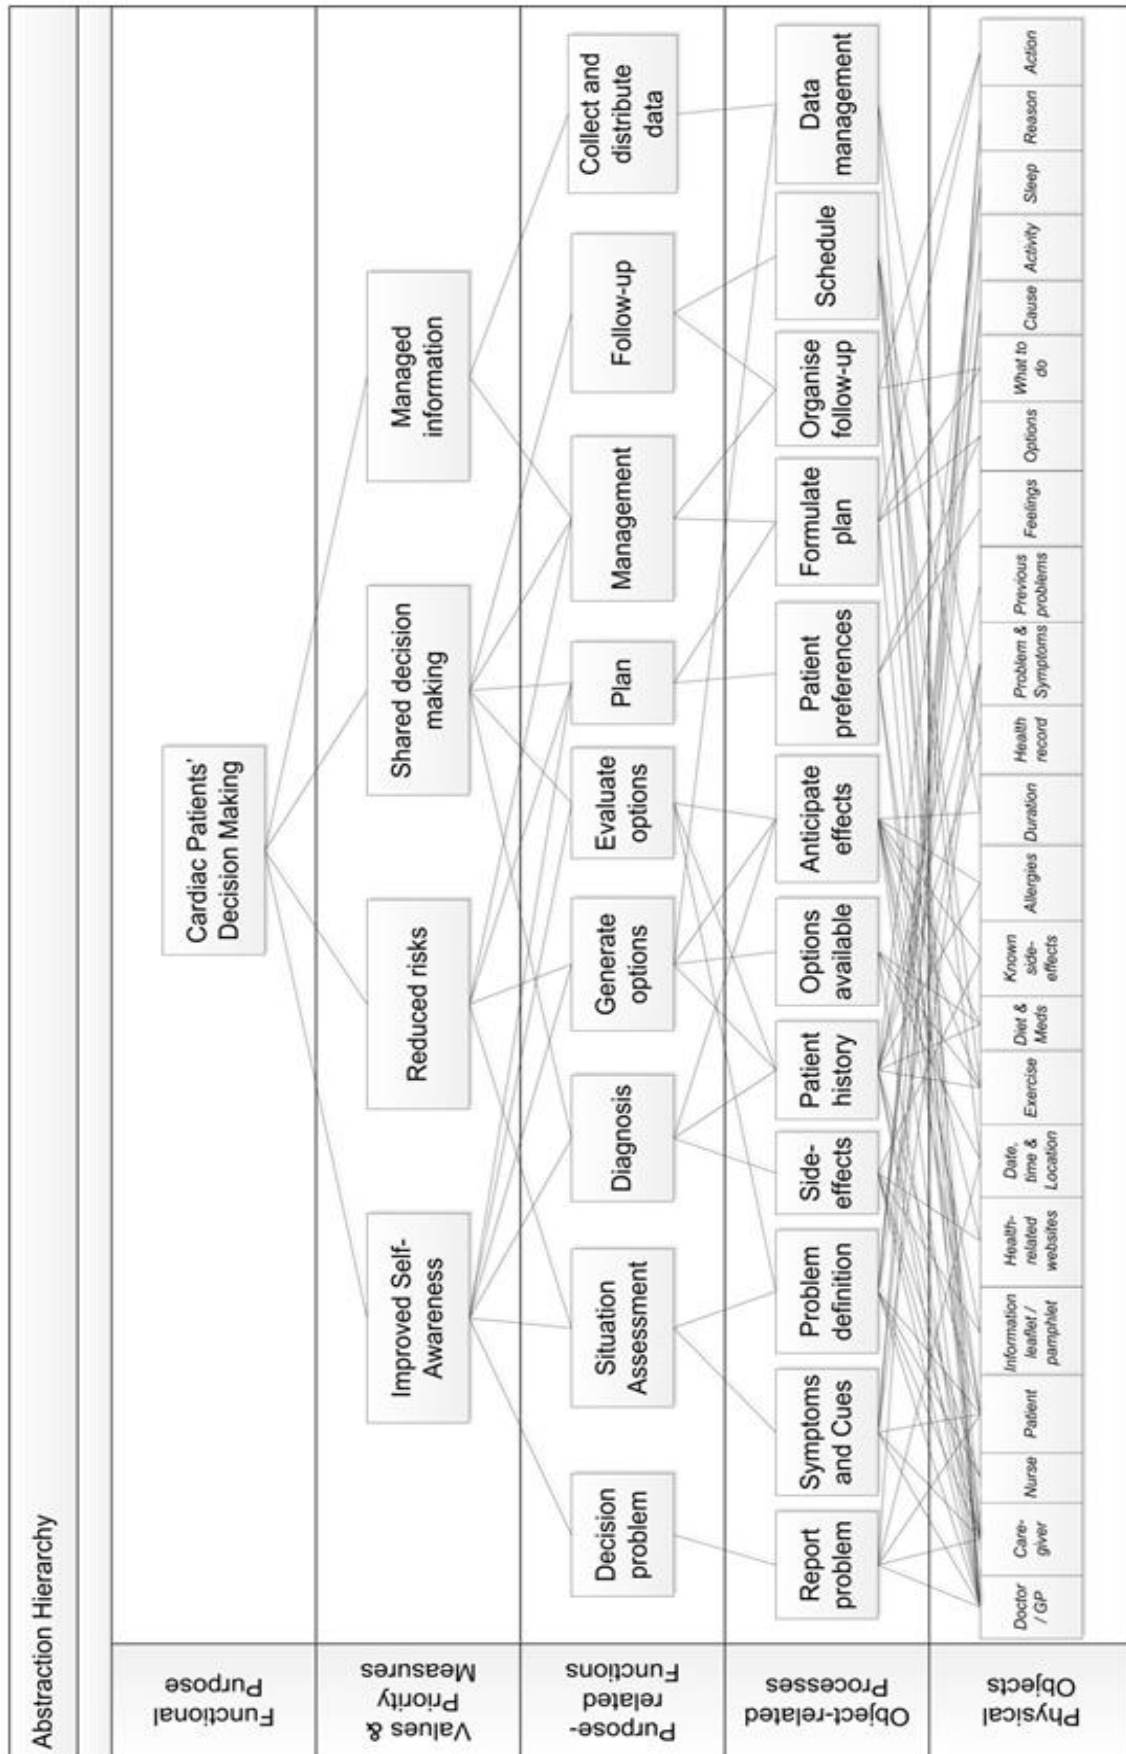 Abstraction Hierarchy
Functional
Purpose
Cardiac Patients'
Decision Making
Values &
Priority
Measures
Improved Self-
Awareness
Reduced risks
Shared decision
making
Managed
information
Purpose-
related
Functions
Decision
problem
Situation
Assessment
Diagnosis
Generate
options
Evaluate
options
Plan
Management
Follow-up
Collect and
distribute
data
Object-related
Processes
Report
problem
Symptoms
and Cues
Problem
definition
Side-
effects
Patient
history
Options
available
Anticipate
effects
Patient
preferences
Formulate
plan
Organise
follow-up
Schedule
Data
management
Physical
Objects
Doctor
/ GP
Care-
giver
Nurse
Patient
Information
leaflet /
pamphlet
Health-
related
websites
Date,
time &
Location
Exercise
Diet &
Meds
Known
side-
effects
Allergies
Duration
Health
record
Problem &
Symptoms
Previous
problems
Feelings
Options
What to
do
Cause
Activity
Sleep
Reason
Action